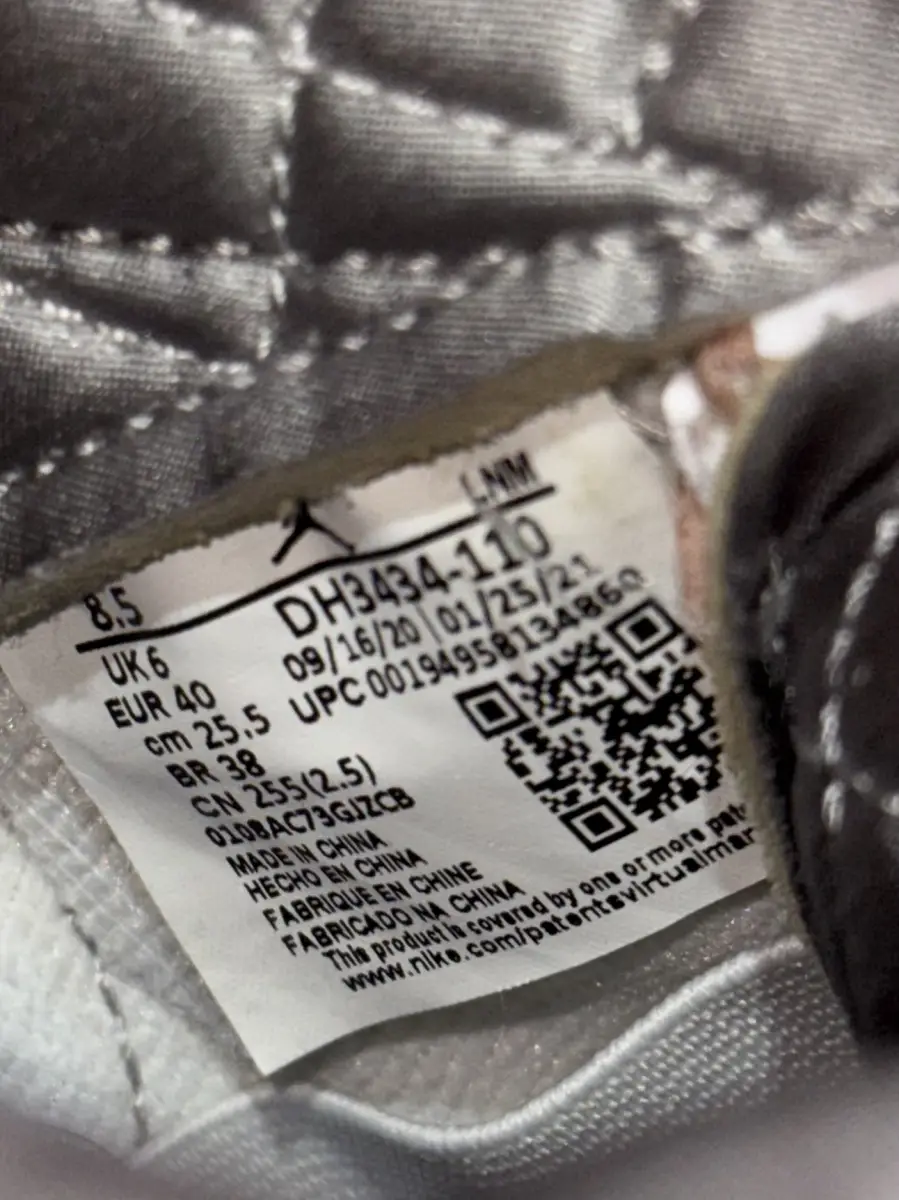 LNM
8.5
DH3434-110
UK 6
09/16/20 | 01/25/21
EUR 40
UPC 00194958134860
cm 25.5
BR 38
CN 255(2.5)
0108AC73GJZCB
MADE IN CHINA
HECHO EN CHINA
FABRIQUE EN CHINE
FABRICADO NA CHINA
This product is covered by one or more pat
www.nike.com/patentsvirtualmar